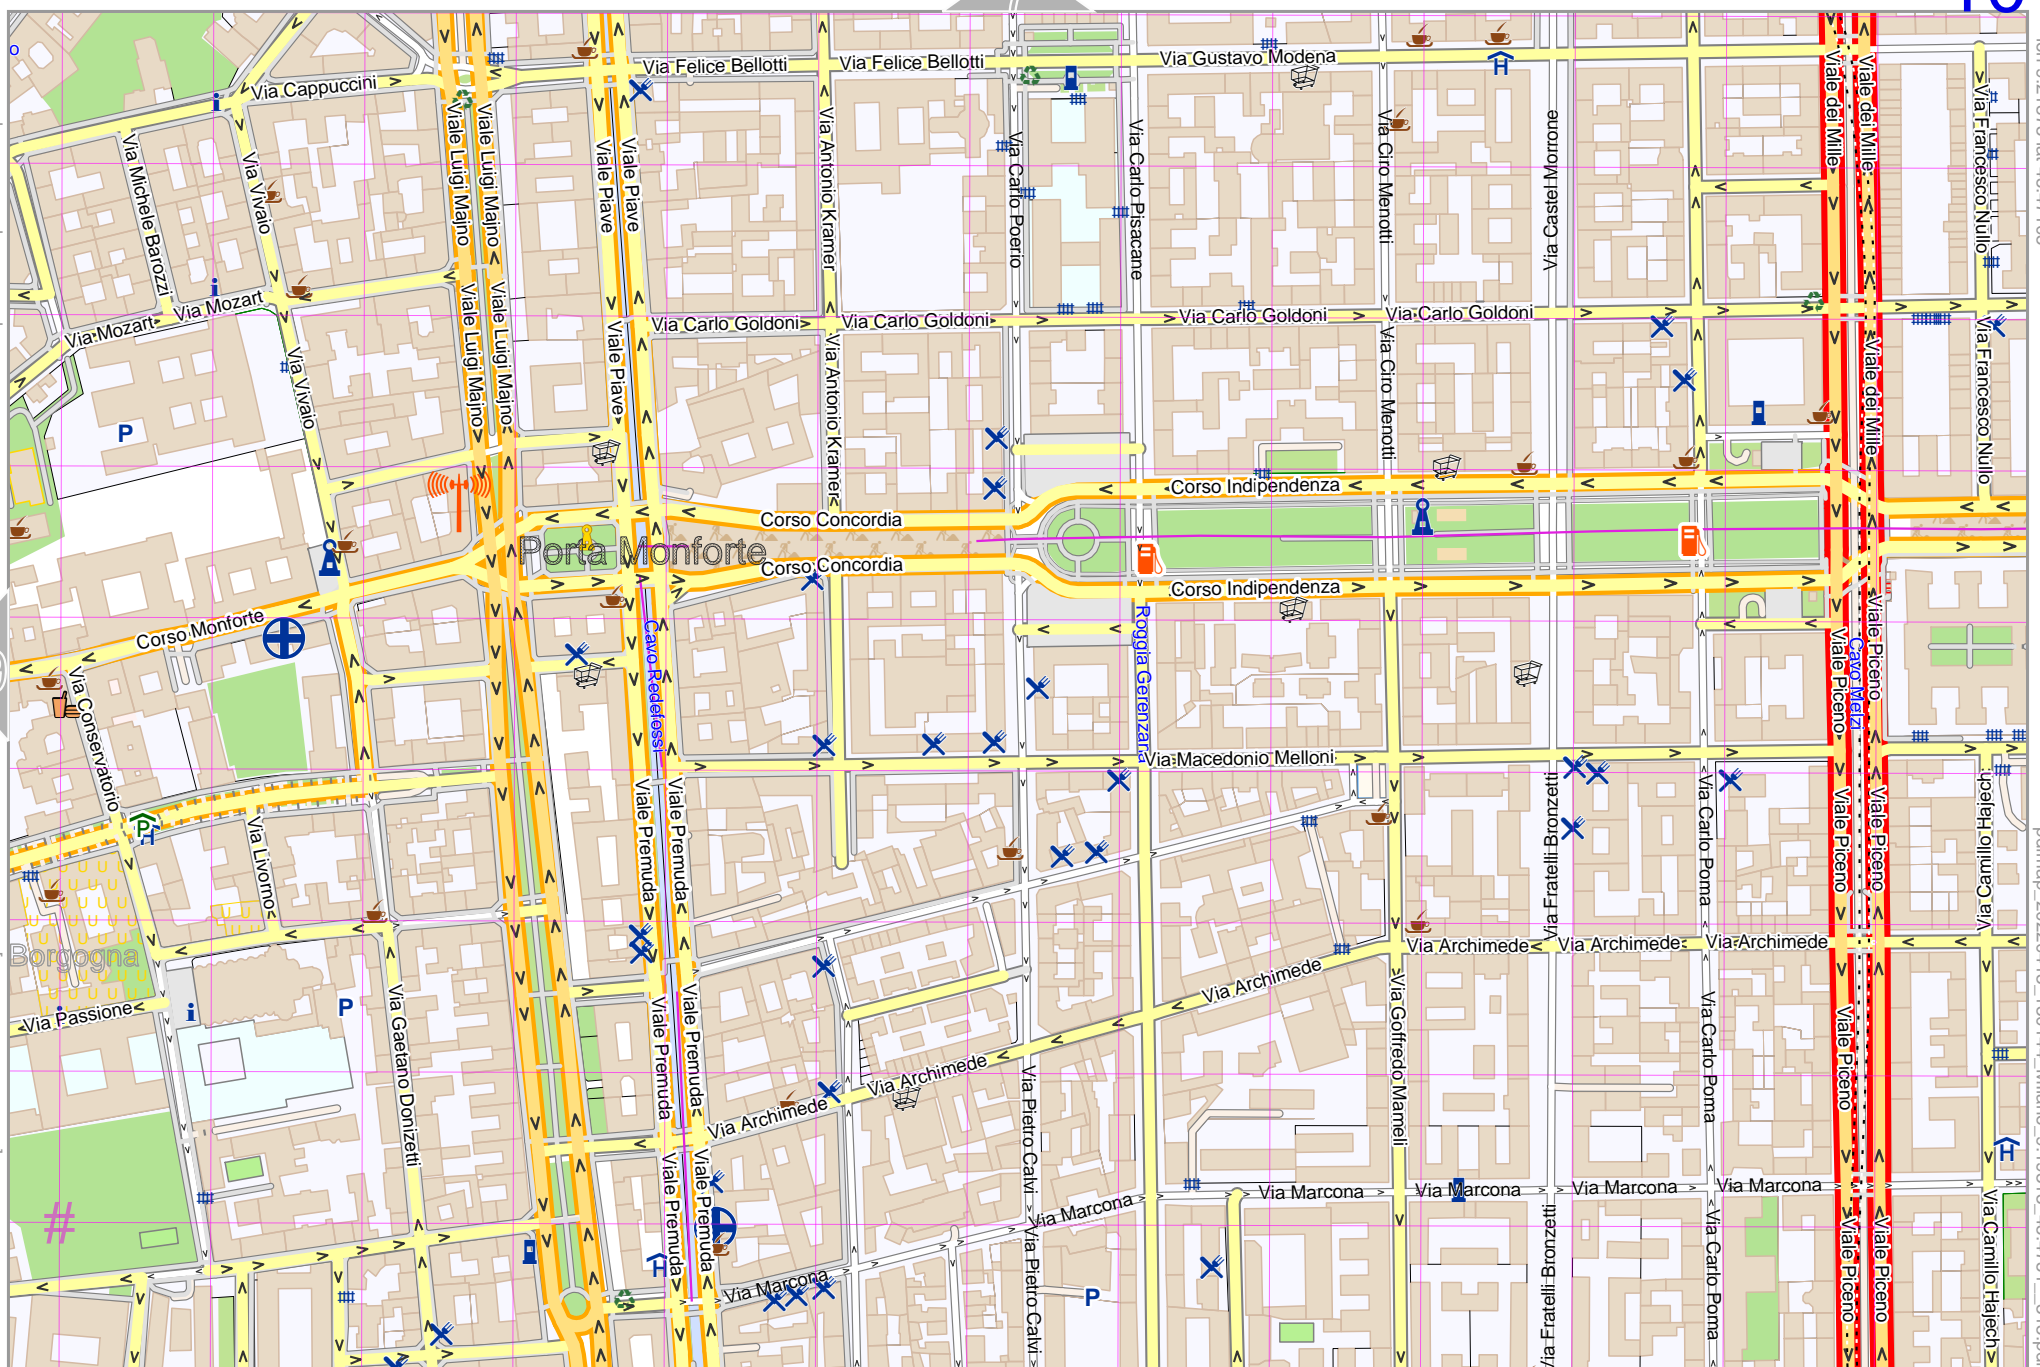 Via Felice Bellotti
Via Felice Bellotti
Via Gustavo Modena
Via Cappuccini
Viale Luigi Majno
Viale Luigi Majno
Viale Piave
Viale Piave
Via Antonio Kramer
Via Carlo Poerio
Via Carlo Pisacane
Via Ciro Menotti
Via Castel Morrone
Viale dei Mille
Viale dei Mille
Via Francesco Nullo
Via Michele Barozzi
Via Vivaio
Via Mozart
Via Mozart
Via Vivaio
Viale Luigi Majno
Viale Luigi Majno
Viale Piave
Via Carlo Goldoni
Via Carlo Goldoni
Via Carlo Goldoni
Via Carlo Goldoni
Via Antonio Kramer
Via Ciro Menotti
Viale dei Mille
Via Francesco Nullo
P
Corso Indipendenza
Corso Concordia
Porta Monforte
Corso Concordia
Corso Indipendenza
Corso Monforte
Cavo Redefossi
Roggia Gerenzana
Viale Piceno
Viale Piceno
Cavo Melzi
Via Conservatorio
Via Macedonio Melloni
Viale Premuda
Viale Premuda
Via Fratelli Bronzetti
Via Carlo Poma
Viale Piceno
Viale Piceno
Via Camillo Hajech
P
H
Via Livorno
Borgogna
Via Archimede
Via Archimede
Via Archimede
Via Archimede
Via Passione
P
Via Gaetano Donizetti
Viale Premuda
Viale Premuda
Via Goffredo Mameli
Via Carlo Poma
Viale Piceno
Via Archimede
Via Archimede
Via Pietro Calvi
H
Viale Premuda
Viale Premuda
#
Via Marcona
Via Marcona
Via Marcona
Via Marcona
Via Marcona
Via Pietro Calvi
Via Fratelli Bronzetti
Via Carlo Poma
Viale Piceno
Viale Piceno
Via Camillo Hajech
H
Via Marcona
P